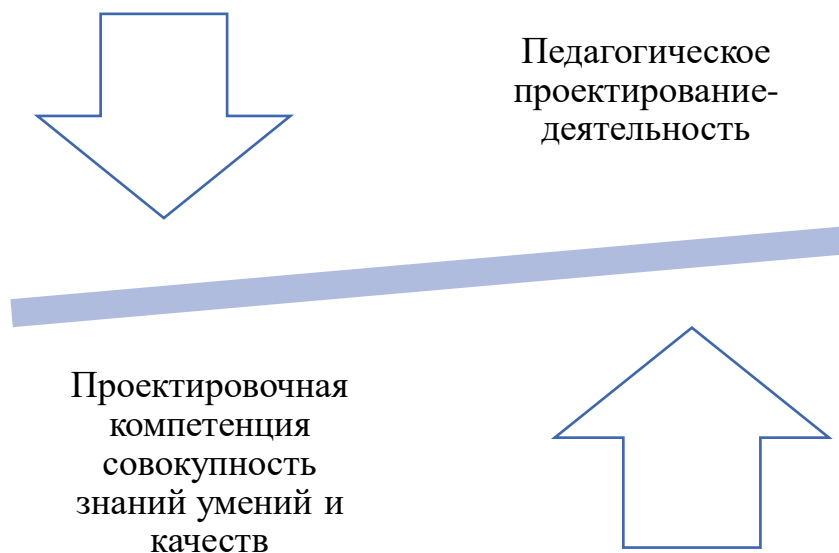 Педагогическое
проектирование-
деятельность
Проектировочная
компетенция
совокупность
знаний умений и
качеств